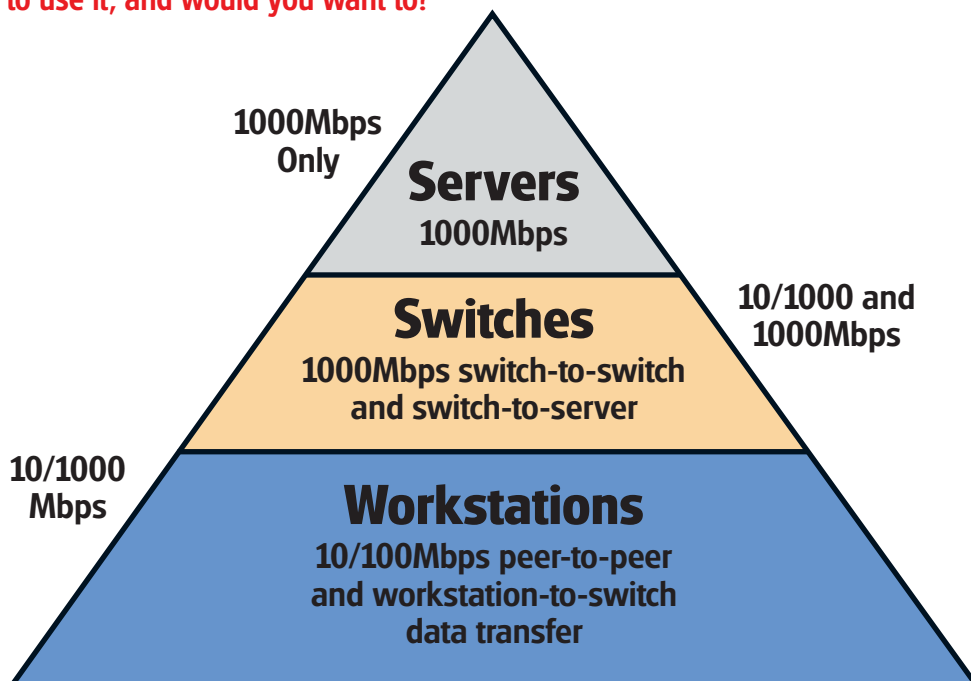 to use it, and would you want to?
1000Mbps
Only
Servers
1000Mbps
10/1000 and
1000Mbps
Switches
1000Mbps switch-to-switch
and switch-to-server
10/1000
Mbps
Workstations
10/100Mbps peer-to-peer
and workstation-to-switch
data transfer